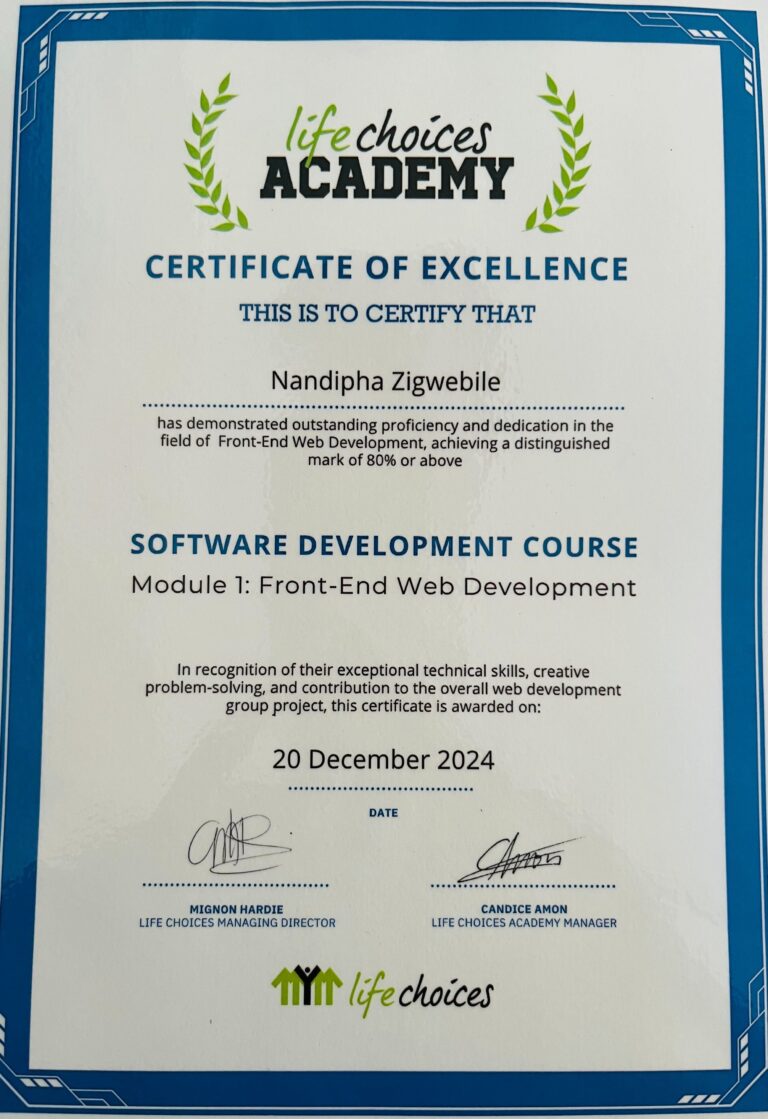 life choices
ACADEMY
CERTIFICATE OF EXCELLENCE
THIS IS TO CERTIFY THAT
Nandipha Zigwebile
has demonstrated outstanding proficiency and dedication in the
field of Front-End Web Development, achieving a distinguished
mark of 80% or above
SOFTWARE DEVELOPMENT COURSE
Module 1: Front-End Web Development
In recognition of their exceptional technical skills, creative
problem-solving, and contribution to the overall web development
group project, this certificate is awarded on:
20 December 2024
DATE
MIGNON HARDIE
LIFE CHOICES MANAGING DIRECTOR
CANDICE AMON
LIFE CHOICES ACADEMY MANAGER
life choices